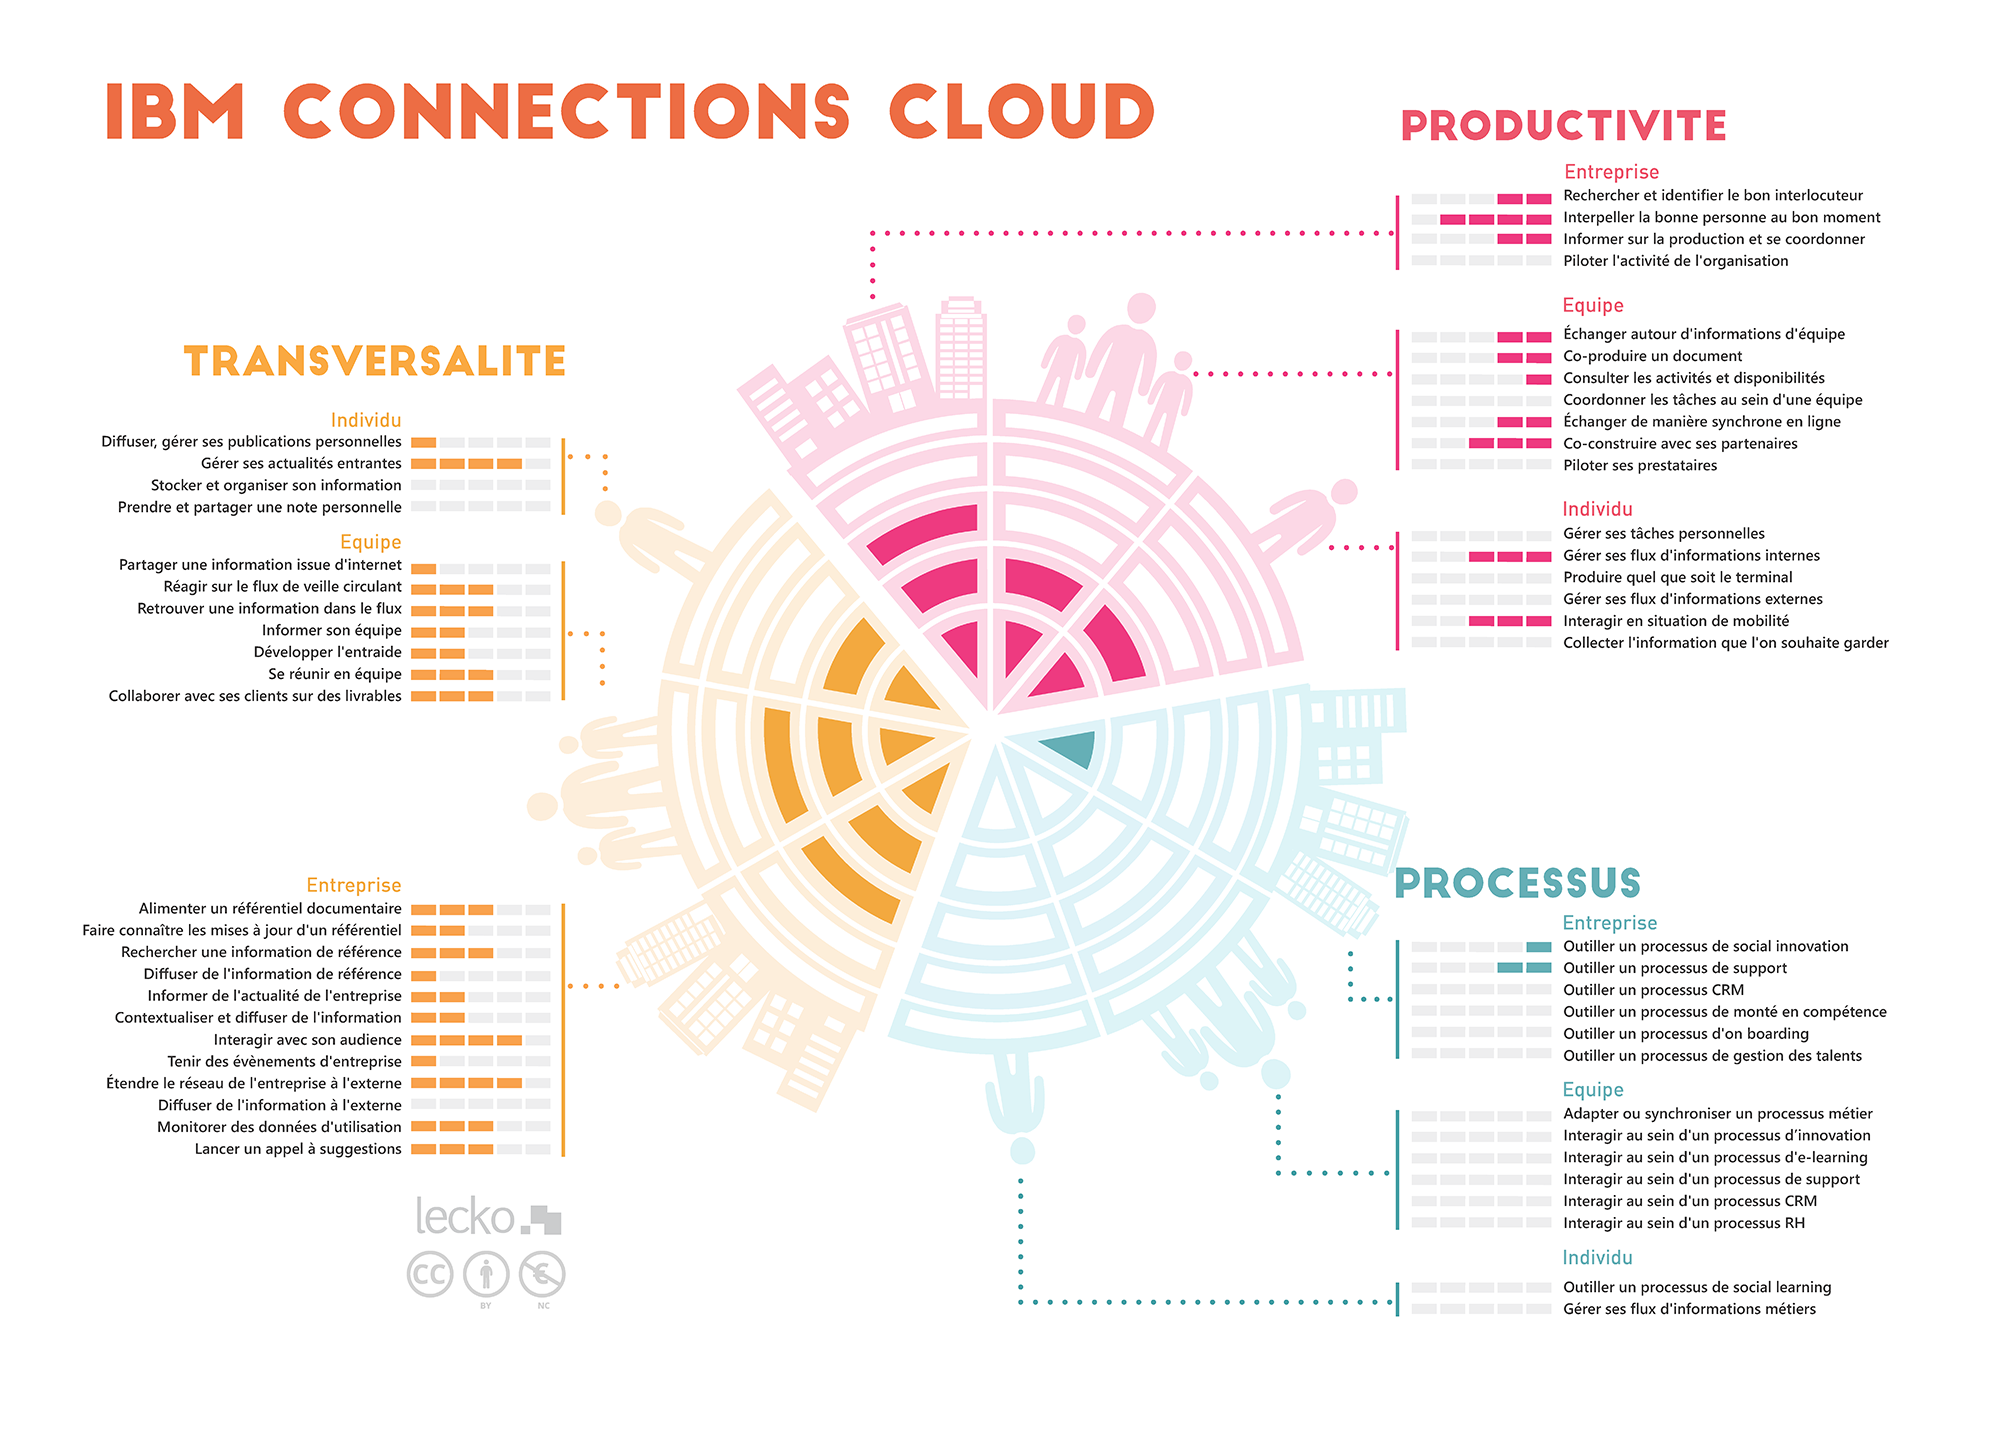 IBM CONNECTIONS CLOUD
TRANSVERSALITE
Individu
Diffuser, gérer ses publications personnelles
Gérer ses actualités entrantes
Stocker et organiser son information
Prendre et partager une note personnelle
Equipe
Partager une information issue d'internet
Réagir sur le flux de veille circulant
Retrouver une information dans le flux
Informer son équipe
Développer l'entraide
Se réunir en équipe
Collaborer avec ses clients sur des livrables
Entreprise
Alimenter un référentiel documentaire
Faire connaître les mises à jour d'un référentiel
Rechercher une information de référence
Diffuser de l'information de référence
Informer de l'actualité de l'entreprise
Contextualiser et diffuser de l'information
Interagir avec son audience
Tenir des évènements d'entreprise
Étendre le réseau de l'entreprise à l'externe
Diffuser de l'information à l'externe
Monitorer des données d'utilisation
Lancer un appel à suggestions
lecko
CC
BY
NC
PRODUCTIVITE
Entreprise
Rechercher et identifier le bon interlocuteur
Interpeller la bonne personne au bon moment
Informer sur la production et se coordonner
Piloter l'activité de l'organisation
Equipe
Échanger autour d'informations d'équipe
Co-produire un document
Consulter les activités et disponibilités
Coordonner les tâches au sein d'une équipe
Échanger de manière synchrone en ligne
Co-construire avec ses partenaires
Piloter ses prestataires
Individu
Gérer ses tâches personnelles
Gérer ses flux d'informations internes
Produire quel que soit le terminal
Gérer ses flux d'informations externes
Interagir en situation de mobilité
Collecter l'information que l'on souhaite garder
PROCESSUS
Entreprise
Outiller un processus de social innovation
Outiller un processus de support
Outiller un processus CRM
Outiller un processus de monté en compétence
Outiller un processus d'on boarding
Outiller un processus de gestion des talents
Equipe
Adapter ou synchroniser un processus métier
Interagir au sein d'un processus d’innovation
Interagir au sein d'un processus d'e-learning
Interagir au sein d'un processus de support
Interagir au sein d'un processus CRM
Interagir au sein d'un processus RH
Individu
Outiller un processus de social learning
Gérer ses flux d'informations métiers